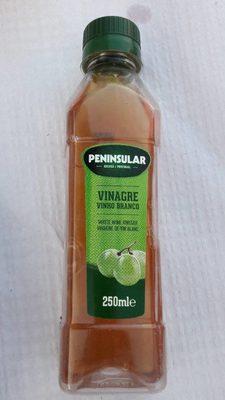 PENINSULAR
VINAGRE
VINHO BRANCO
WHITE WINE VINEGAR
VINAIGRE DE VIN BLANC
250ml e